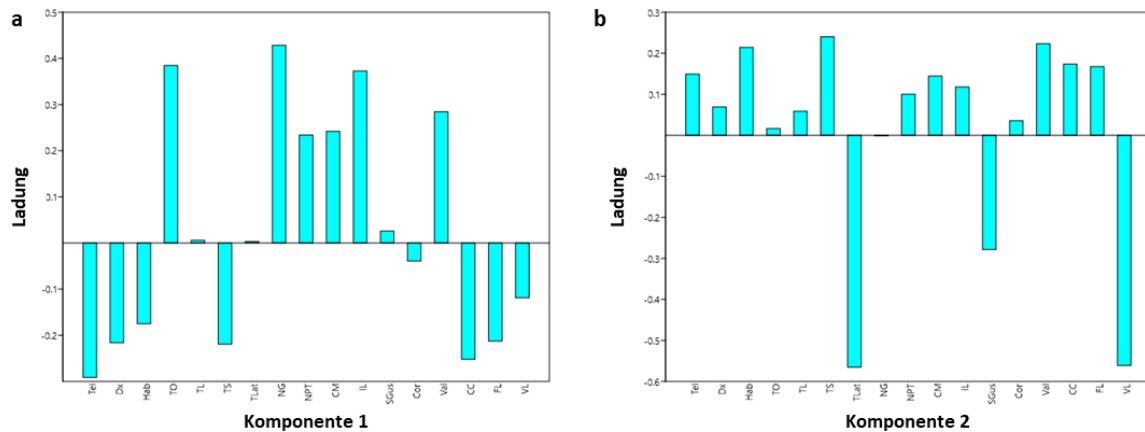 a
0.5
0.4
0.3
0.2
0.1
-0.1
-0.2
Ladung
Tel Dx Hab TO TL TS TLat NG NPT CM IL SGus Cor Val CC FL VL
Komponente 1
b
0.3
0.2
0.1
-0.1
-0.2
-0.3
-0.4
-0.5
-0.6
Ladung
Tel Dx Hab TO TL TS TLat NG NPT CM IL SGus Cor Val CC FL VL
Komponente 2